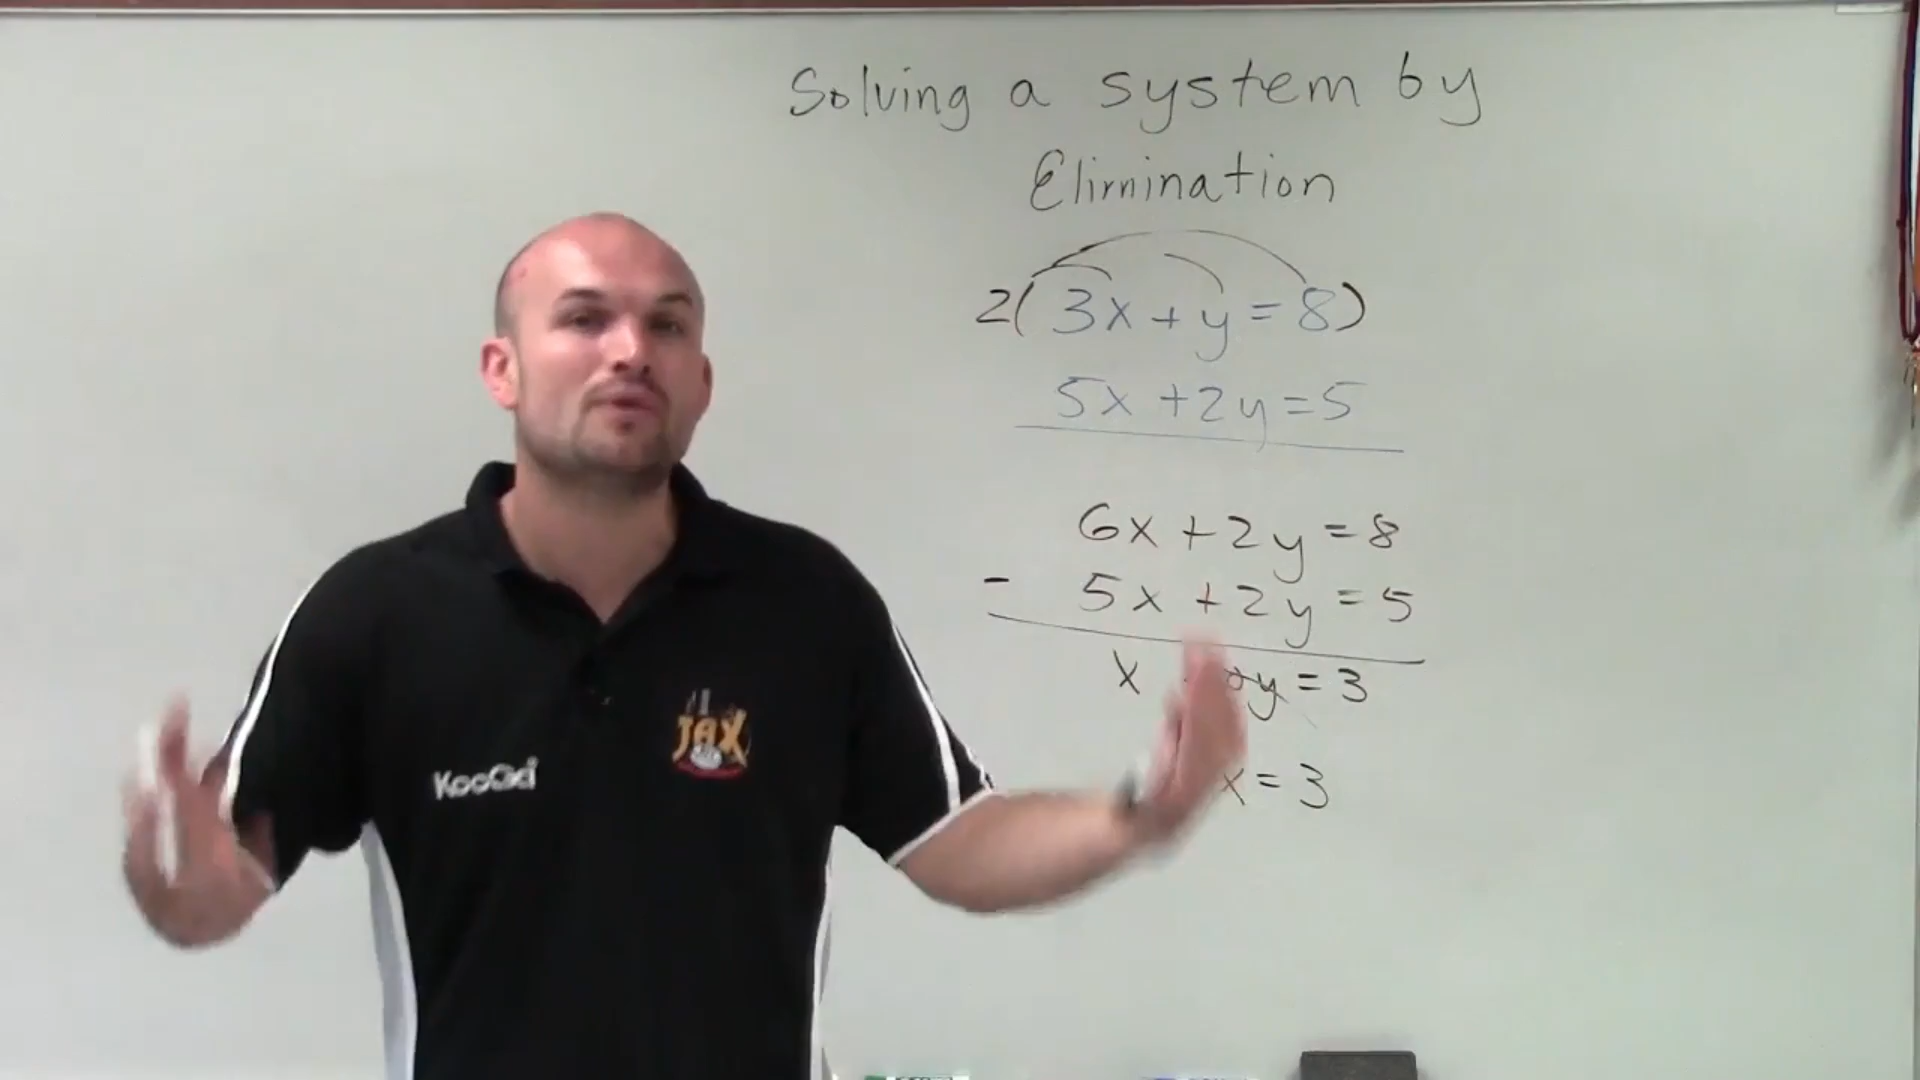 Solving a system by
Elimination
2(3x + y = 8)
5x + 2y = 5
6x + 2y = 8
- 5x + 2y = 5
x y = 3
x = 3
KooGa
JAX